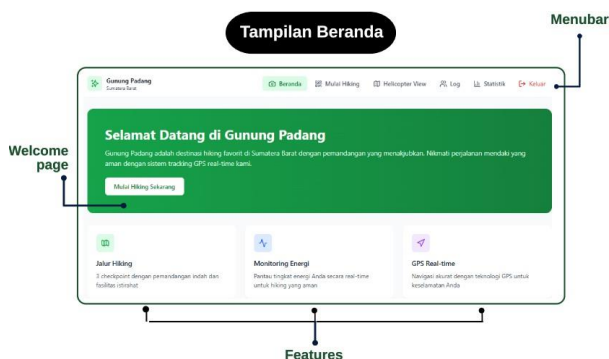 Tampilan Beranda
Menubar
Gunung Padang
Sumatera Barat
Beranda
Mulai Hiking
Helicopter View
Log
Statistik
Keluar
Welcome
page
Selamat Datang di Gunung Padang
Gunung Padang adalah destinasi hiking favorit di Sumatera Barat dengan pemandangan yang menakjubkan. Nikmati perjalanan mendaki yang
aman dengan sistem tracking GPS real-time kami.
Mulai Hiking Sekarang
Jalur Hiking
3 checkpoint dengan pemandangan indah dan
fasilitas istirahat
Monitoring Energi
Pantau tingkat energi Anda secara real-time
untuk hiking yang aman
GPS Real-time
Navigasi akurat dengan teknologi GPS untuk
keselamatan Anda
Features